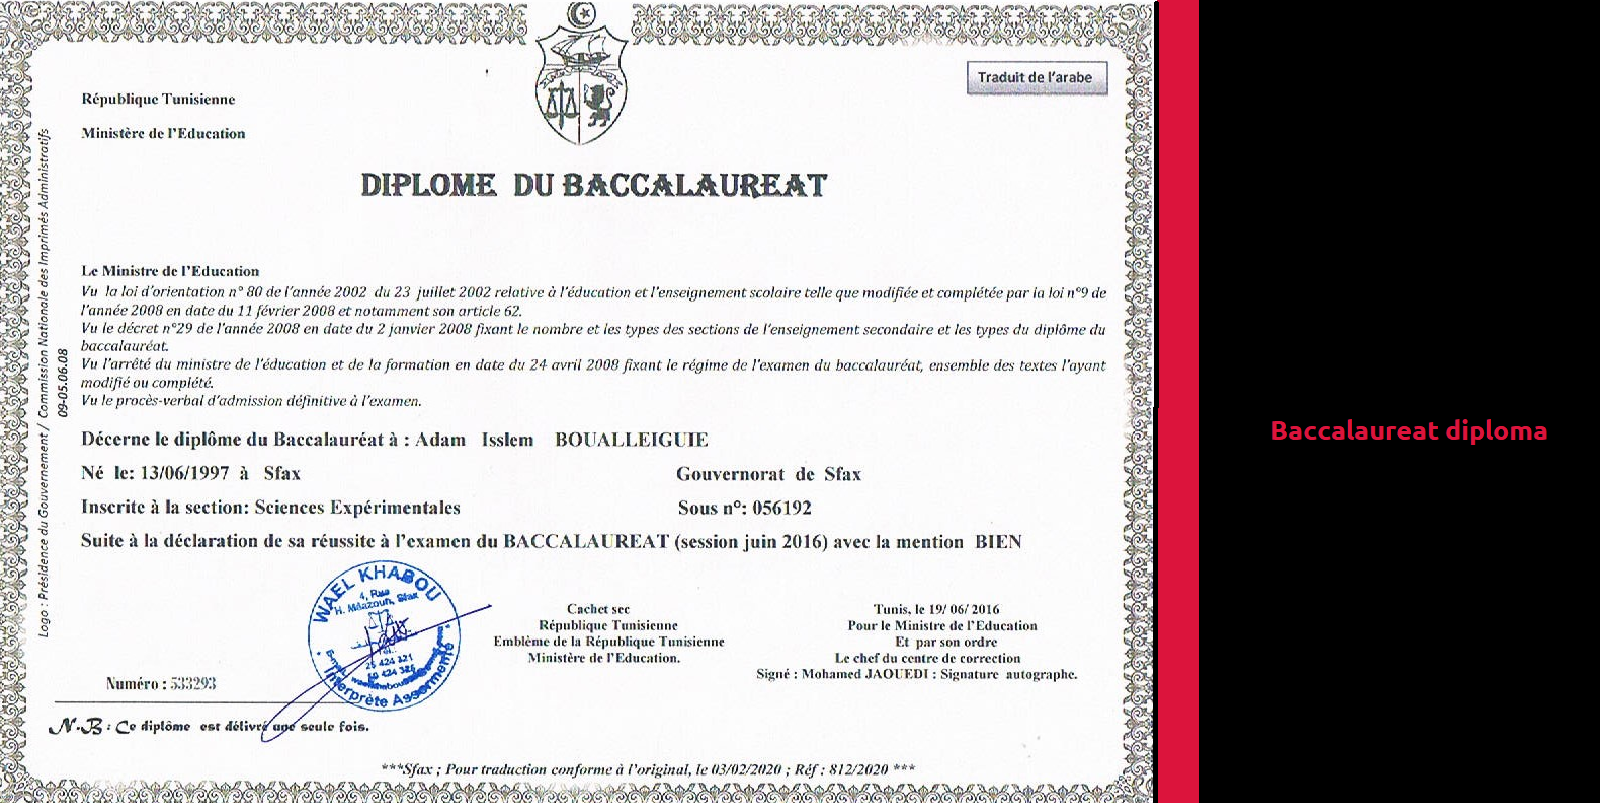 Traduit de l'arabe
République Tunisienne
Ministère de l'Education
DIPLOME DU BACCALAUREAT
Logo : Présidence du Gouvernement / Commission Nationale des Imprimés Administratifs
09-05.06.08
Le Ministre de l'Education
Vu la loi d'orientation n° 80 de l'année 2002 du 23 juillet 2002 relative à l'éducation et l'enseignement scolaire telle que modifiée et complétée par la loi n°9 de
l'année 2008 en date du 11 février 2008 et notamment son article 62.
Vu le décret n°29 de l'année 2008 en date du 2 janvier 2008 fixant le nombre et les types des sections de l'enseignement secondaire et les types du diplôme du
baccalauréat.
Vu l'arrêté du ministre de l'éducation et de la formation en date du 24 avril 2008 fixant le régime de l'examen du baccalauréat, ensemble des textes l'ayant
modifié ou complété.
Vu le procès-verbal d'admission définitive à l'examen.
Décerne le diplôme du Baccalauréat à : Adam Isslem BOUALLEIGUIE
Né le: 13/06/1997 à Sfax Gouvernorat de Sfax
Inscrite à la section: Sciences Expérimentales Sous n°: 056192
Suite à la déclaration de sa réussite à l'examen du BACCALAUREAT (session juin 2016) avec la mention BIEN
WAEL KHABOU
4, Rue
H. Mâazoun, Sfax
Interprète Assermenté
Cachet sec
République Tunisienne
Emblème de la République Tunisienne
Ministère de l'Education.
Tunis, le 19/ 06/ 2016
Pour le Ministre de l'Education
Et par son ordre
Le chef du centre de correction
Signé : Mohamed JAOUEDI : Signature autographe.
Numéro : 533293
N.B : Ce diplôme est délivré une seule fois.
***Sfax ; Pour traduction conforme à l'original, le 03/02/2020 ; Réf : 812/2020 ***
Baccalaureat diploma